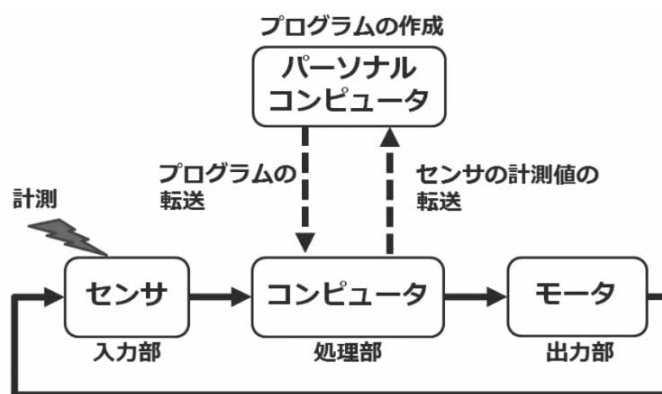 プログラムの作成
パーソナル
コンピュータ
プログラムの
転送
センサの計測値の
転送
計測
センサ
コンピュータ
モータ
入力部
処理部
出力部